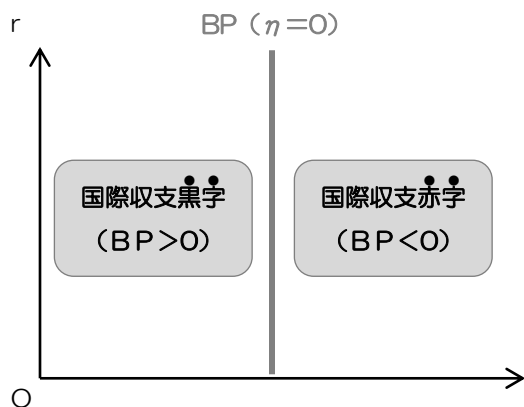 r
BP（η＝0）
国際収支黒字
（ＢＰ＞０）
国際収支赤字
（ＢＰ＜０）
O